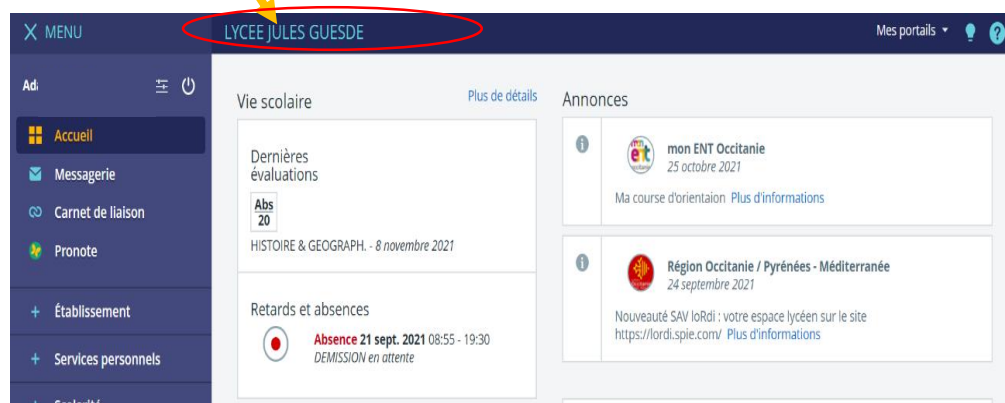 MENU
LYCEE JULES GUESDE
Mes portails
Ad
Accueil
Messagerie
Carnet de liaison
Pronote
+ Établissement
+ Services personnels
Vie scolaire
Plus de détails
Dernières
évaluations
Abs
20
HISTOIRE & GEOGRAPH. - 8 novembre 2021
Retards et absences
Absence 21 sept. 2021 08:55 - 19:30
DEMISSION en attente
Annonces
mon ENT Occitanie
25 octobre 2021
Ma course d'orientaion Plus d'informations
Région Occitanie / Pyrénées - Méditerranée
24 septembre 2021
Nouveauté SAV loRdi : votre espace lycéen sur le site
https://lordi.spie.com/ Plus d'informations